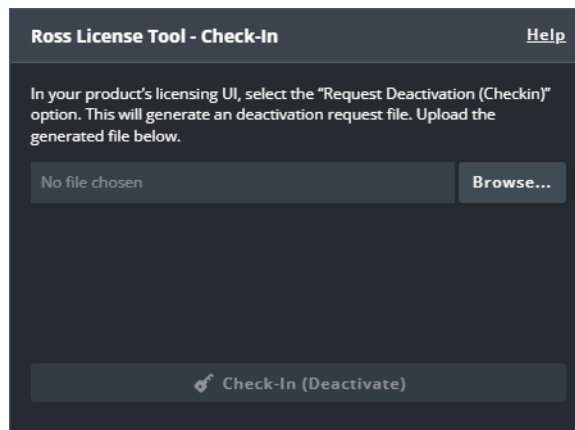 Ross License Tool - Check-In
Help
In your product's licensing UI, select the “Request Deactivation (Checkin)”
option. This will generate an deactivation request file. Upload the
generated file below.
No file chosen
Browse...
Check-In (Deactivate)